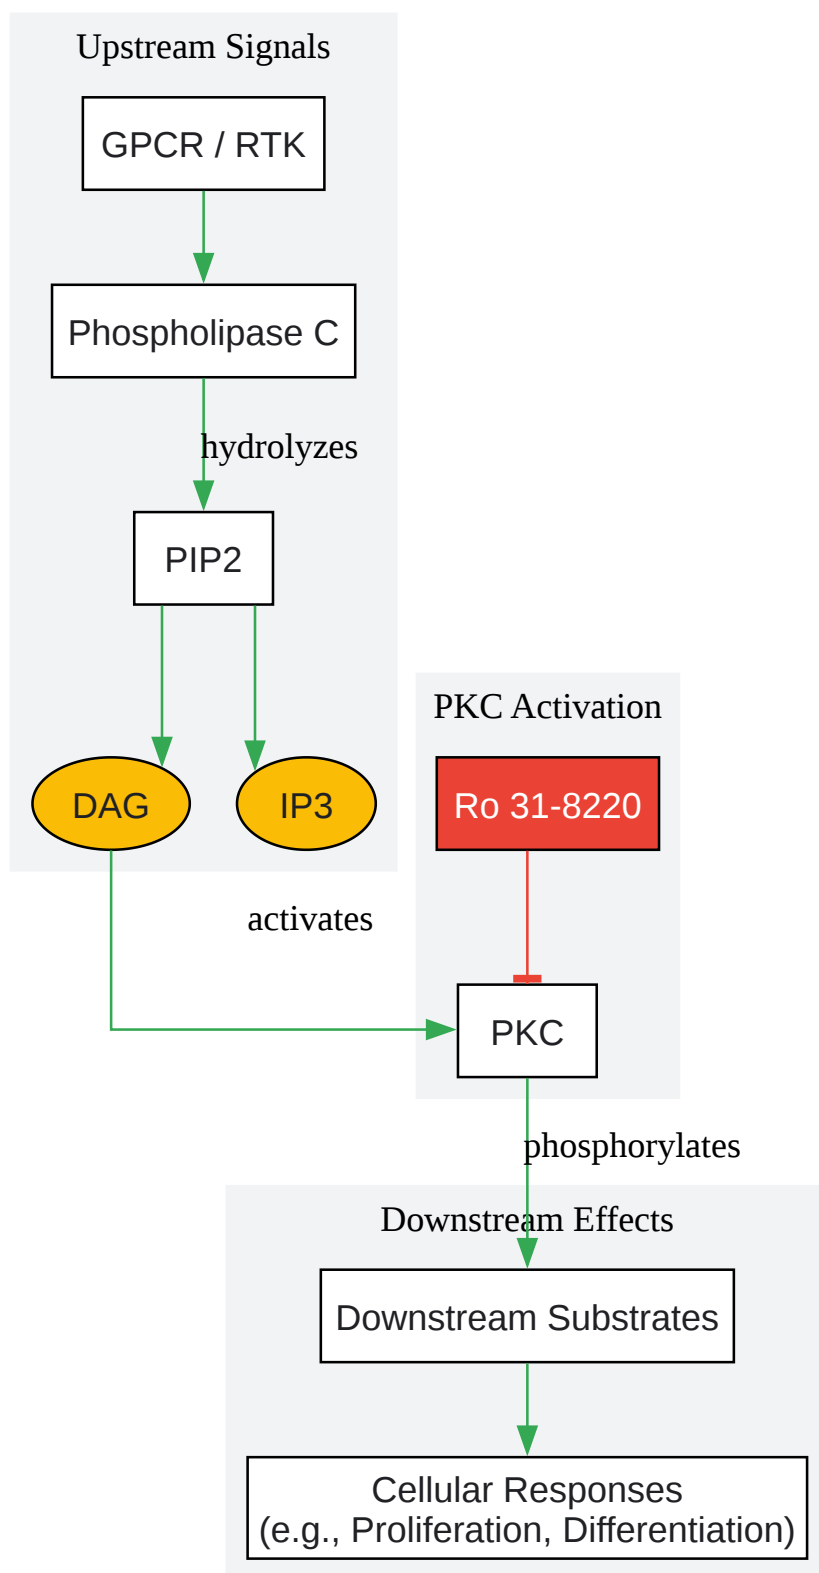 Upstream Signals
GPCR / RTK
Phospholipase C
hydrolyzes
PIP2
DAG
IP3
PKC Activation
Ro 31-8220
activates
PKC
phosphorylates
Downstream Effects
Downstream Substrates
Cellular Responses
(e.g., Proliferation, Differentiation)